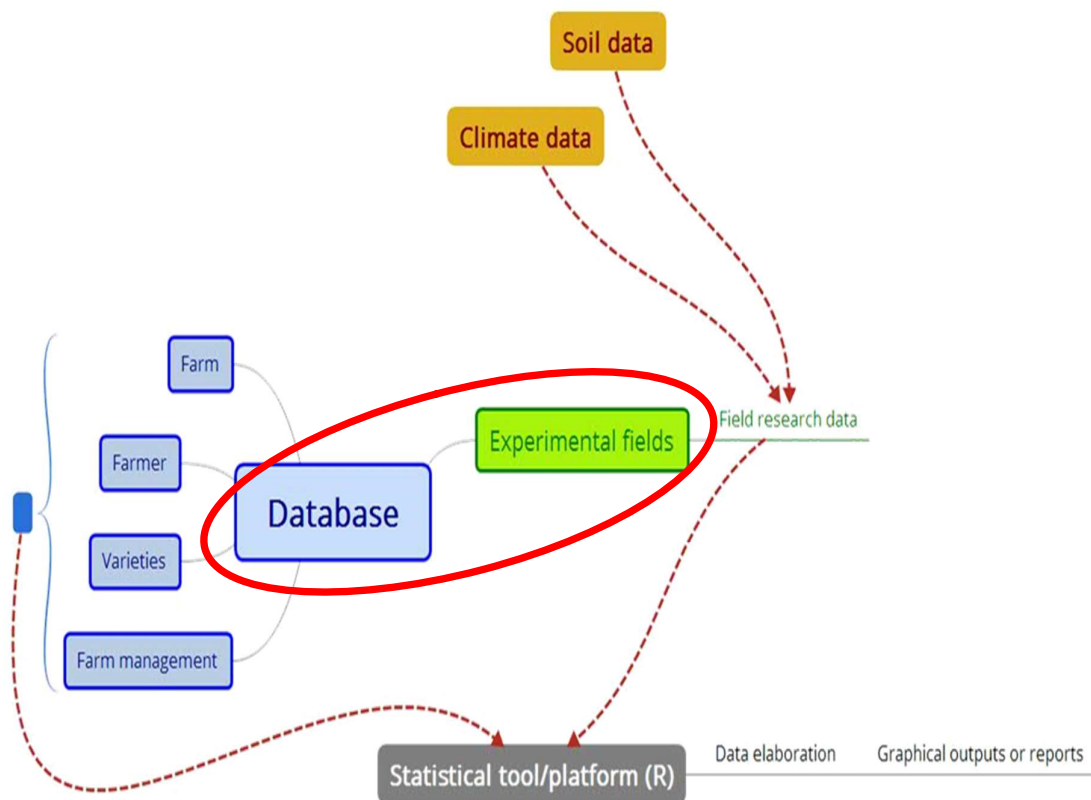 Soil data
Climate data
Farm
Field research data
Experimental fields
Farmer
Database
Varieties
Farm management
Data elaboration
Graphical outputs or reports
Statistical tool/platform (R)